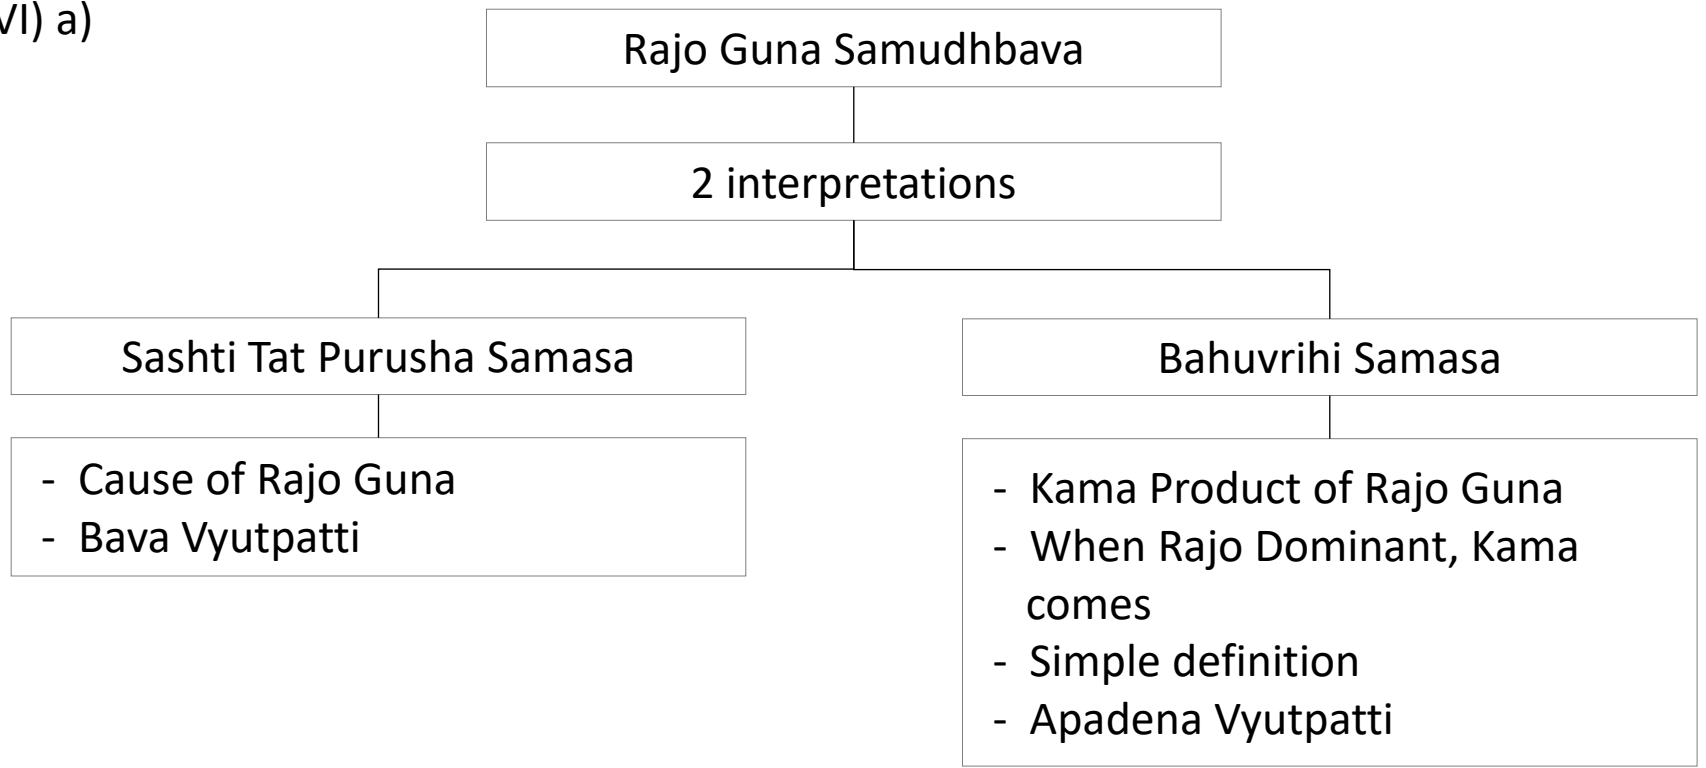 VI) a)
Rajo Guna Samudhbava
2 interpretations
Sashti Tat Purusha Samasa
- Cause of Rajo Guna
- Bava Vyutpatti
Bahuvrihi Samasa
- Kama Product of Rajo Guna
- When Rajo Dominant, Kama
comes
- Simple definition
- Apadena Vyutpatti